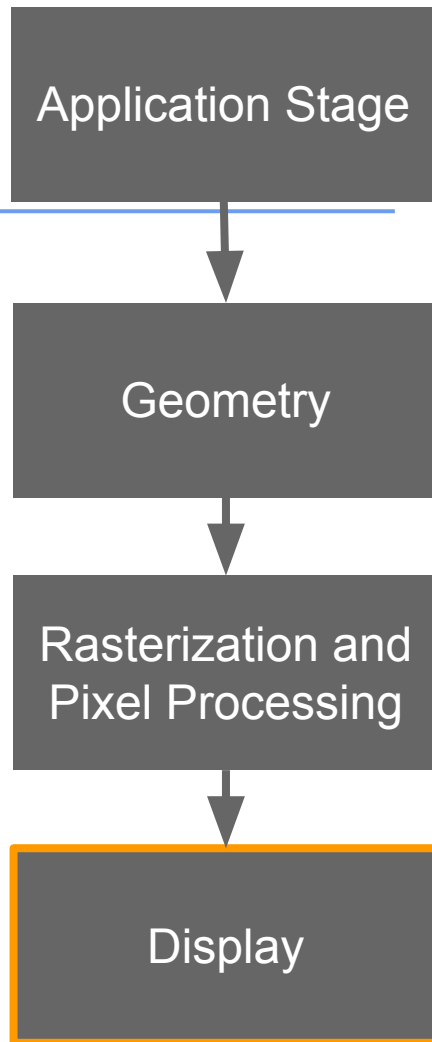 Application Stage
Geometry
Rasterization and
Pixel Processing
Display